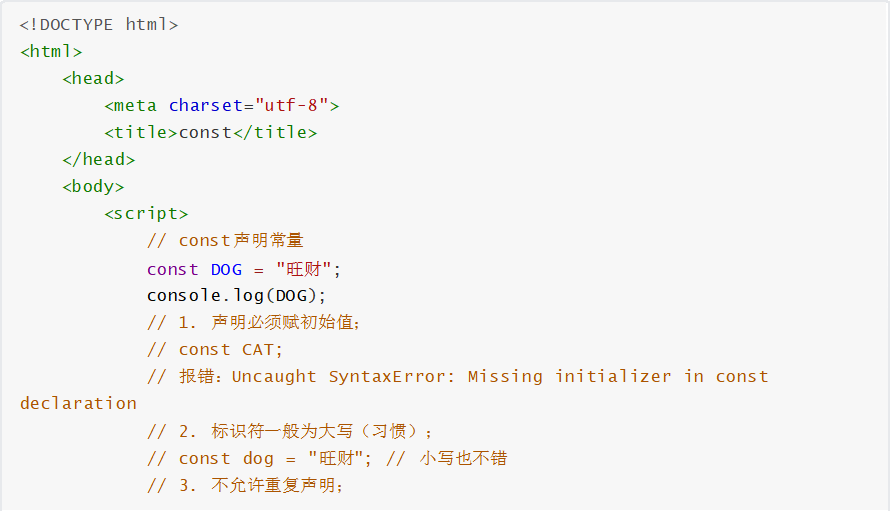 <!DOCTYPE html>
<html>
    <head>
        <meta charset="utf-8">
        <title>const</title>
    </head>
    <body>
        <script>
            // const声明常量
            const DOG = "旺财";
            console.log(DOG);
            // 1. 声明必须赋初始值；
            // const CAT;
            // 报错：Uncaught SyntaxError: Missing initializer in const
declaration
            // 2. 标识符一般为大写（习惯）；
            // const dog = "旺财"; // 小写也不错
            // 3. 不允许重复声明；